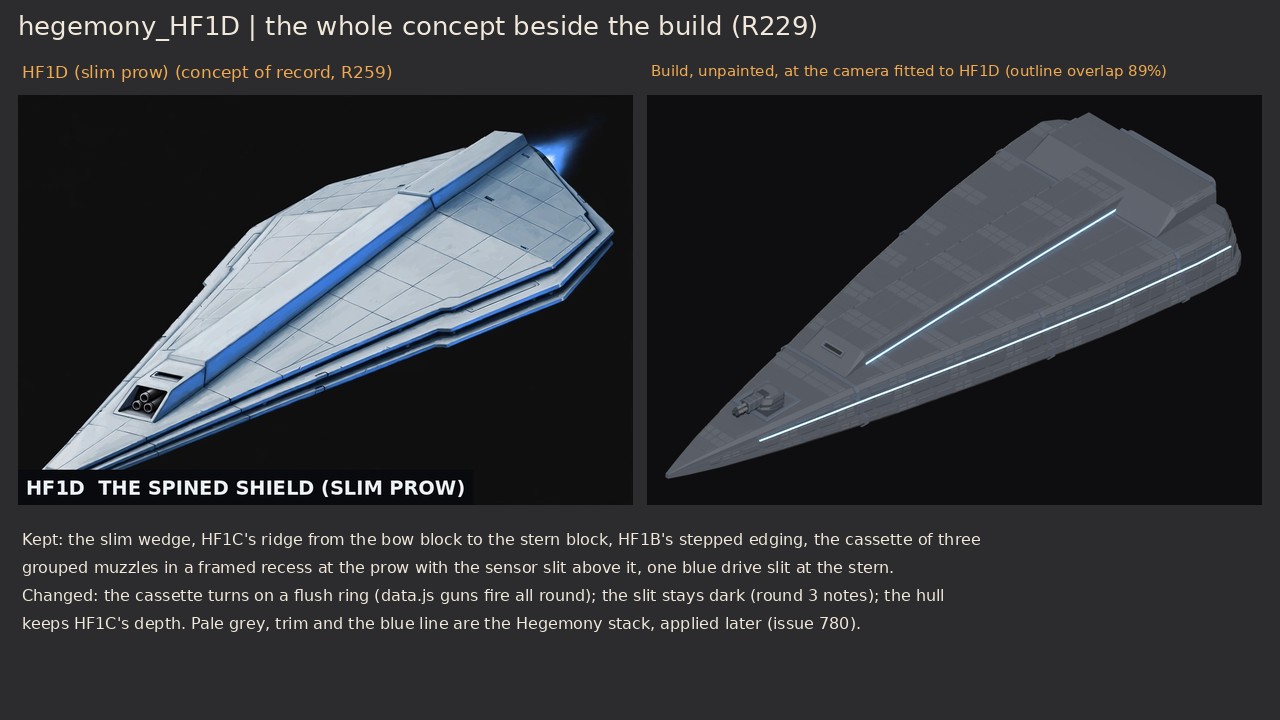 hegemony_HF1D | the whole concept beside the build (R229)
HF1D (slim prow) (concept of record, R259)
Build, unpainted, at the camera fitted to HF1D (outline overlap 89%)
HF1D  THE SPINED SHIELD (SLIM PROW)
Kept: the slim wedge, HF1C's ridge from the bow block to the stern block, HF1B's stepped edging, the cassette of three
grouped muzzles in a framed recess at the prow with the sensor slit above it, one blue drive slit at the stern.
Changed: the cassette turns on a flush ring (data.js guns fire all round); the slit stays dark (round 3 notes); the hull
keeps HF1C's depth. Pale grey, trim and the blue line are the Hegemony stack, applied later (issue 780).